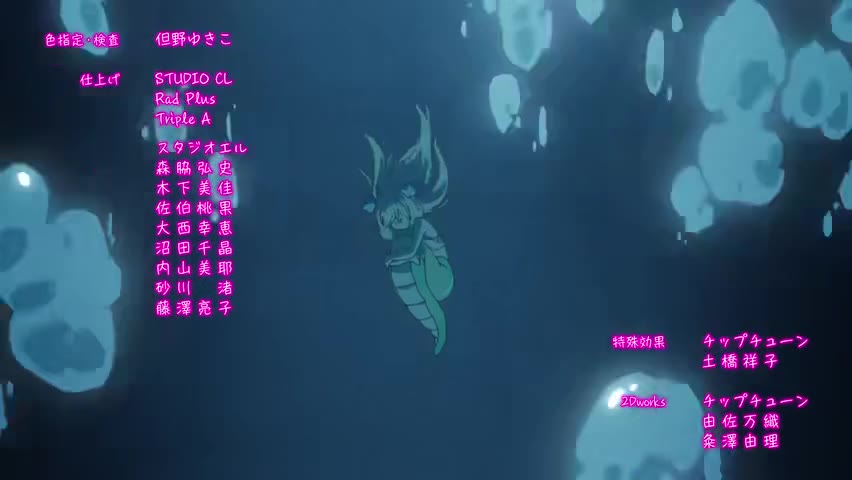 色指定・検査 但野ゆきこ
仕上げ STUDIO CL
Rad Plus
Triple A
スタジオエル
森脇弘史
木下美佳
佐伯桃果
大西幸恵
沼田千晶
内山美耶
砂川 渚
藤澤亮子
特殊効果 チップチューン
土橋祥子
2Dworks チップチューン
由佐万織
粂澤由理